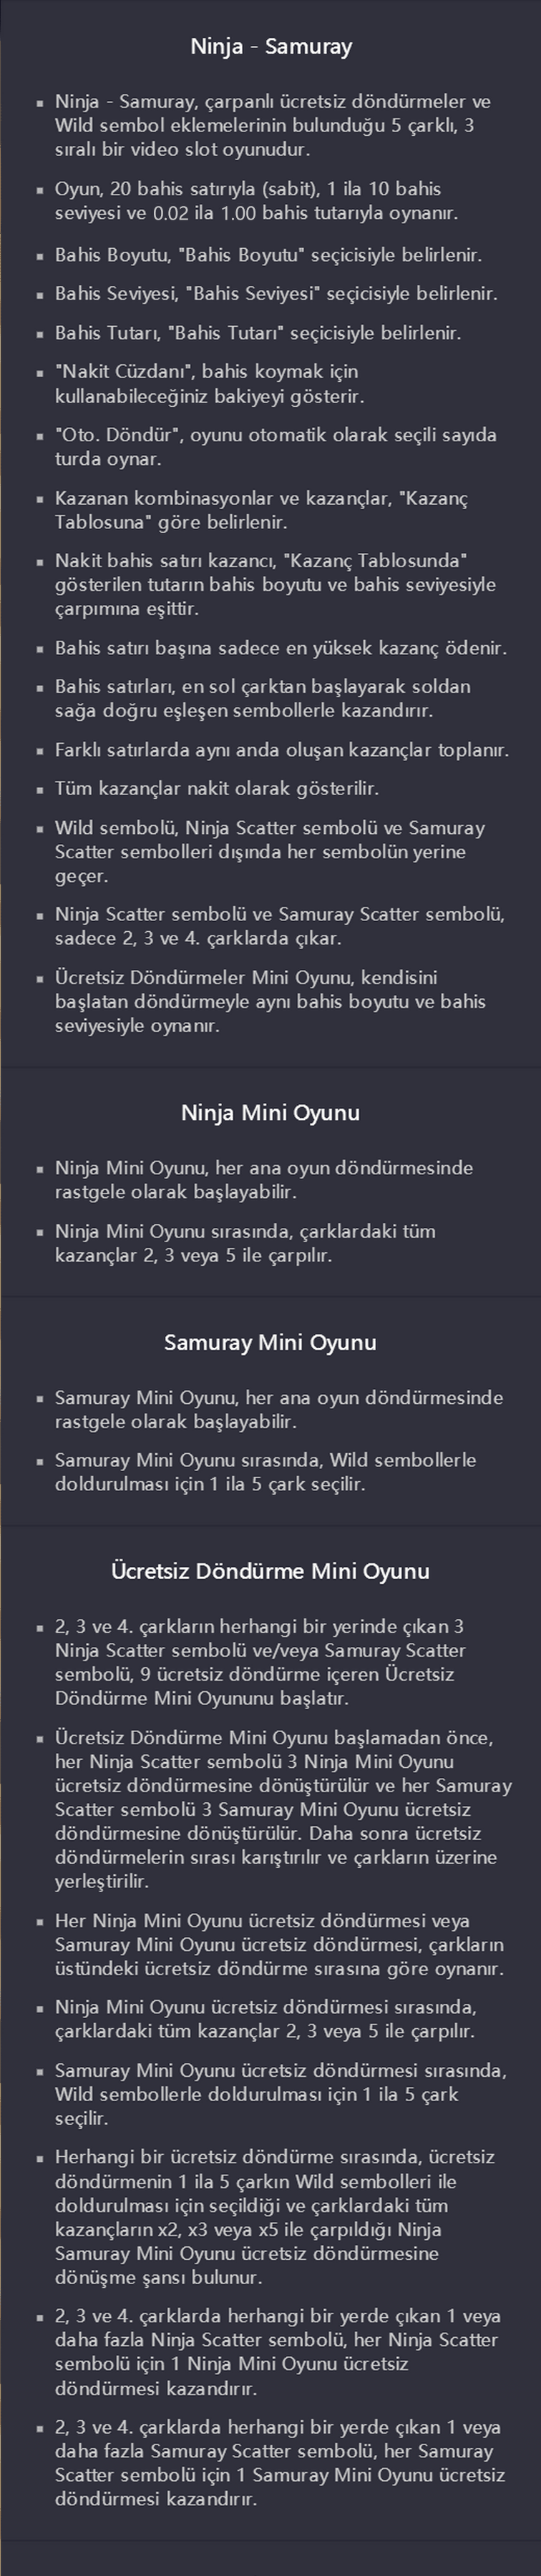 Ninja - Samuray
Ninja - Samuray, çarpanlı ücretsiz döndürmeler ve
Wild sembol eklemelerinin bulunduğu 5 çarklı, 3
sıralı bir video slot oyunudur.
Oyun, 20 bahis satırıyla (sabit), 1 ila 10 bahis
seviyesi ve 0.02 ila 1.00 bahis tutarıyla oynanır.
Bahis Boyutu, "Bahis Boyutu" seçicisiyle belirlenir.
Bahis Seviyesi, "Bahis Seviyesi" seçicisiyle belirlenir.
Bahis Tutarı, "Bahis Tutarı" seçicisiyle belirlenir.
"Nakit Cüzdanı", bahis koymak için
kullanabileceğiniz bakiyeyi gösterir.
"Oto. Döndür", oyunu otomatik olarak seçili sayıda
turda oynar.
Kazanan kombinasyonlar ve kazançlar, "Kazanç
Tablosuna" göre belirlenir.
Nakit bahis satırı kazancı, "Kazanç Tablosunda"
gösterilen tutarın bahis boyutu ve bahis seviyesiyle
çarpımına eşittir.
Bahis satırı başına sadece en yüksek kazanç ödenir.
Bahis satırları, en sol çarktan başlayarak soldan
sağa doğru eşleşen sembollerle kazandırır.
Farklı satırlarda aynı anda oluşan kazançlar toplanır.
Tüm kazançlar nakit olarak gösterilir.
Wild sembolü, Ninja Scatter sembolü ve Samuray
Scatter sembolleri dışında her sembolün yerine
geçer.
Ninja Scatter sembolü ve Samuray Scatter sembolü,
sadece 2, 3 ve 4. çarklarda çıkar.
Ücretsiz Döndürmeler Mini Oyunu, kendisini
başlatan döndürmeyle aynı bahis boyutu ve bahis
seviyesiyle oynanır.
Ninja Mini Oyunu
Ninja Mini Oyunu, her ana oyun döndürmesinde
rastgele olarak başlayabilir.
Ninja Mini Oyunu sırasında, çarklardaki tüm
kazançlar 2, 3 veya 5 ile çarpılır.
Samuray Mini Oyunu
Samuray Mini Oyunu, her ana oyun döndürmesinde
rastgele olarak başlayabilir.
Samuray Mini Oyunu sırasında, Wild sembollerle
doldurulması için 1 ila 5 çark seçilir.
Ücretsiz Döndürme Mini Oyunu
2, 3 ve 4. çarkların herhangi bir yerinde çıkan 3
Ninja Scatter sembolü ve/veya Samuray Scatter
sembolü, 9 ücretsiz döndürme içeren Ücretsiz
Döndürme Mini Oyununu başlatır.
Ücretsiz Döndürme Mini Oyunu başlamadan önce,
her Ninja Scatter sembolü 3 Ninja Mini Oyunu
ücretsiz döndürmesine dönüştürülür ve her Samuray
Scatter sembolü 3 Samuray Mini Oyunu ücretsiz
döndürmesine dönüştürülür. Daha sonra ücretsiz
döndürmelerin sırası karıştırılır ve çarkların üzerine
yerleştirilir.
Her Ninja Mini Oyunu ücretsiz döndürmesi veya
Samuray Mini Oyunu ücretsiz döndürmesi, çarkların
üstündeki ücretsiz döndürme sırasına göre oynanır.
Ninja Mini Oyunu ücretsiz döndürmesi sırasında,
çarklardaki tüm kazançlar 2, 3 veya 5 ile çarpılır.
Samuray Mini Oyunu ücretsiz döndürmesi sırasında,
Wild sembollerle doldurulması için 1 ila 5 çark
seçilir.
Herhangi bir ücretsiz döndürme sırasında, ücretsiz
döndürmenin 1 ila 5 çarkın Wild sembolleri ile
doldurulması için seçildiği ve çarklardaki tüm
kazançların x2, x3 veya x5 ile çarpıldığı Ninja
Samuray Mini Oyunu ücretsiz döndürmesine
dönüşme şansı bulunur.
2, 3 ve 4. çarklarda herhangi bir yerde çıkan 1 veya
daha fazla Ninja Scatter sembolü, her Ninja Scatter
sembolü için 1 Ninja Mini Oyunu ücretsiz
döndürmesi kazandırır.
2, 3 ve 4. çarklarda herhangi bir yerde çıkan 1 veya
daha fazla Samuray Scatter sembolü, her Samuray
Scatter sembolü için 1 Samuray Mini Oyunu ücretsiz
döndürmesi kazandırır.